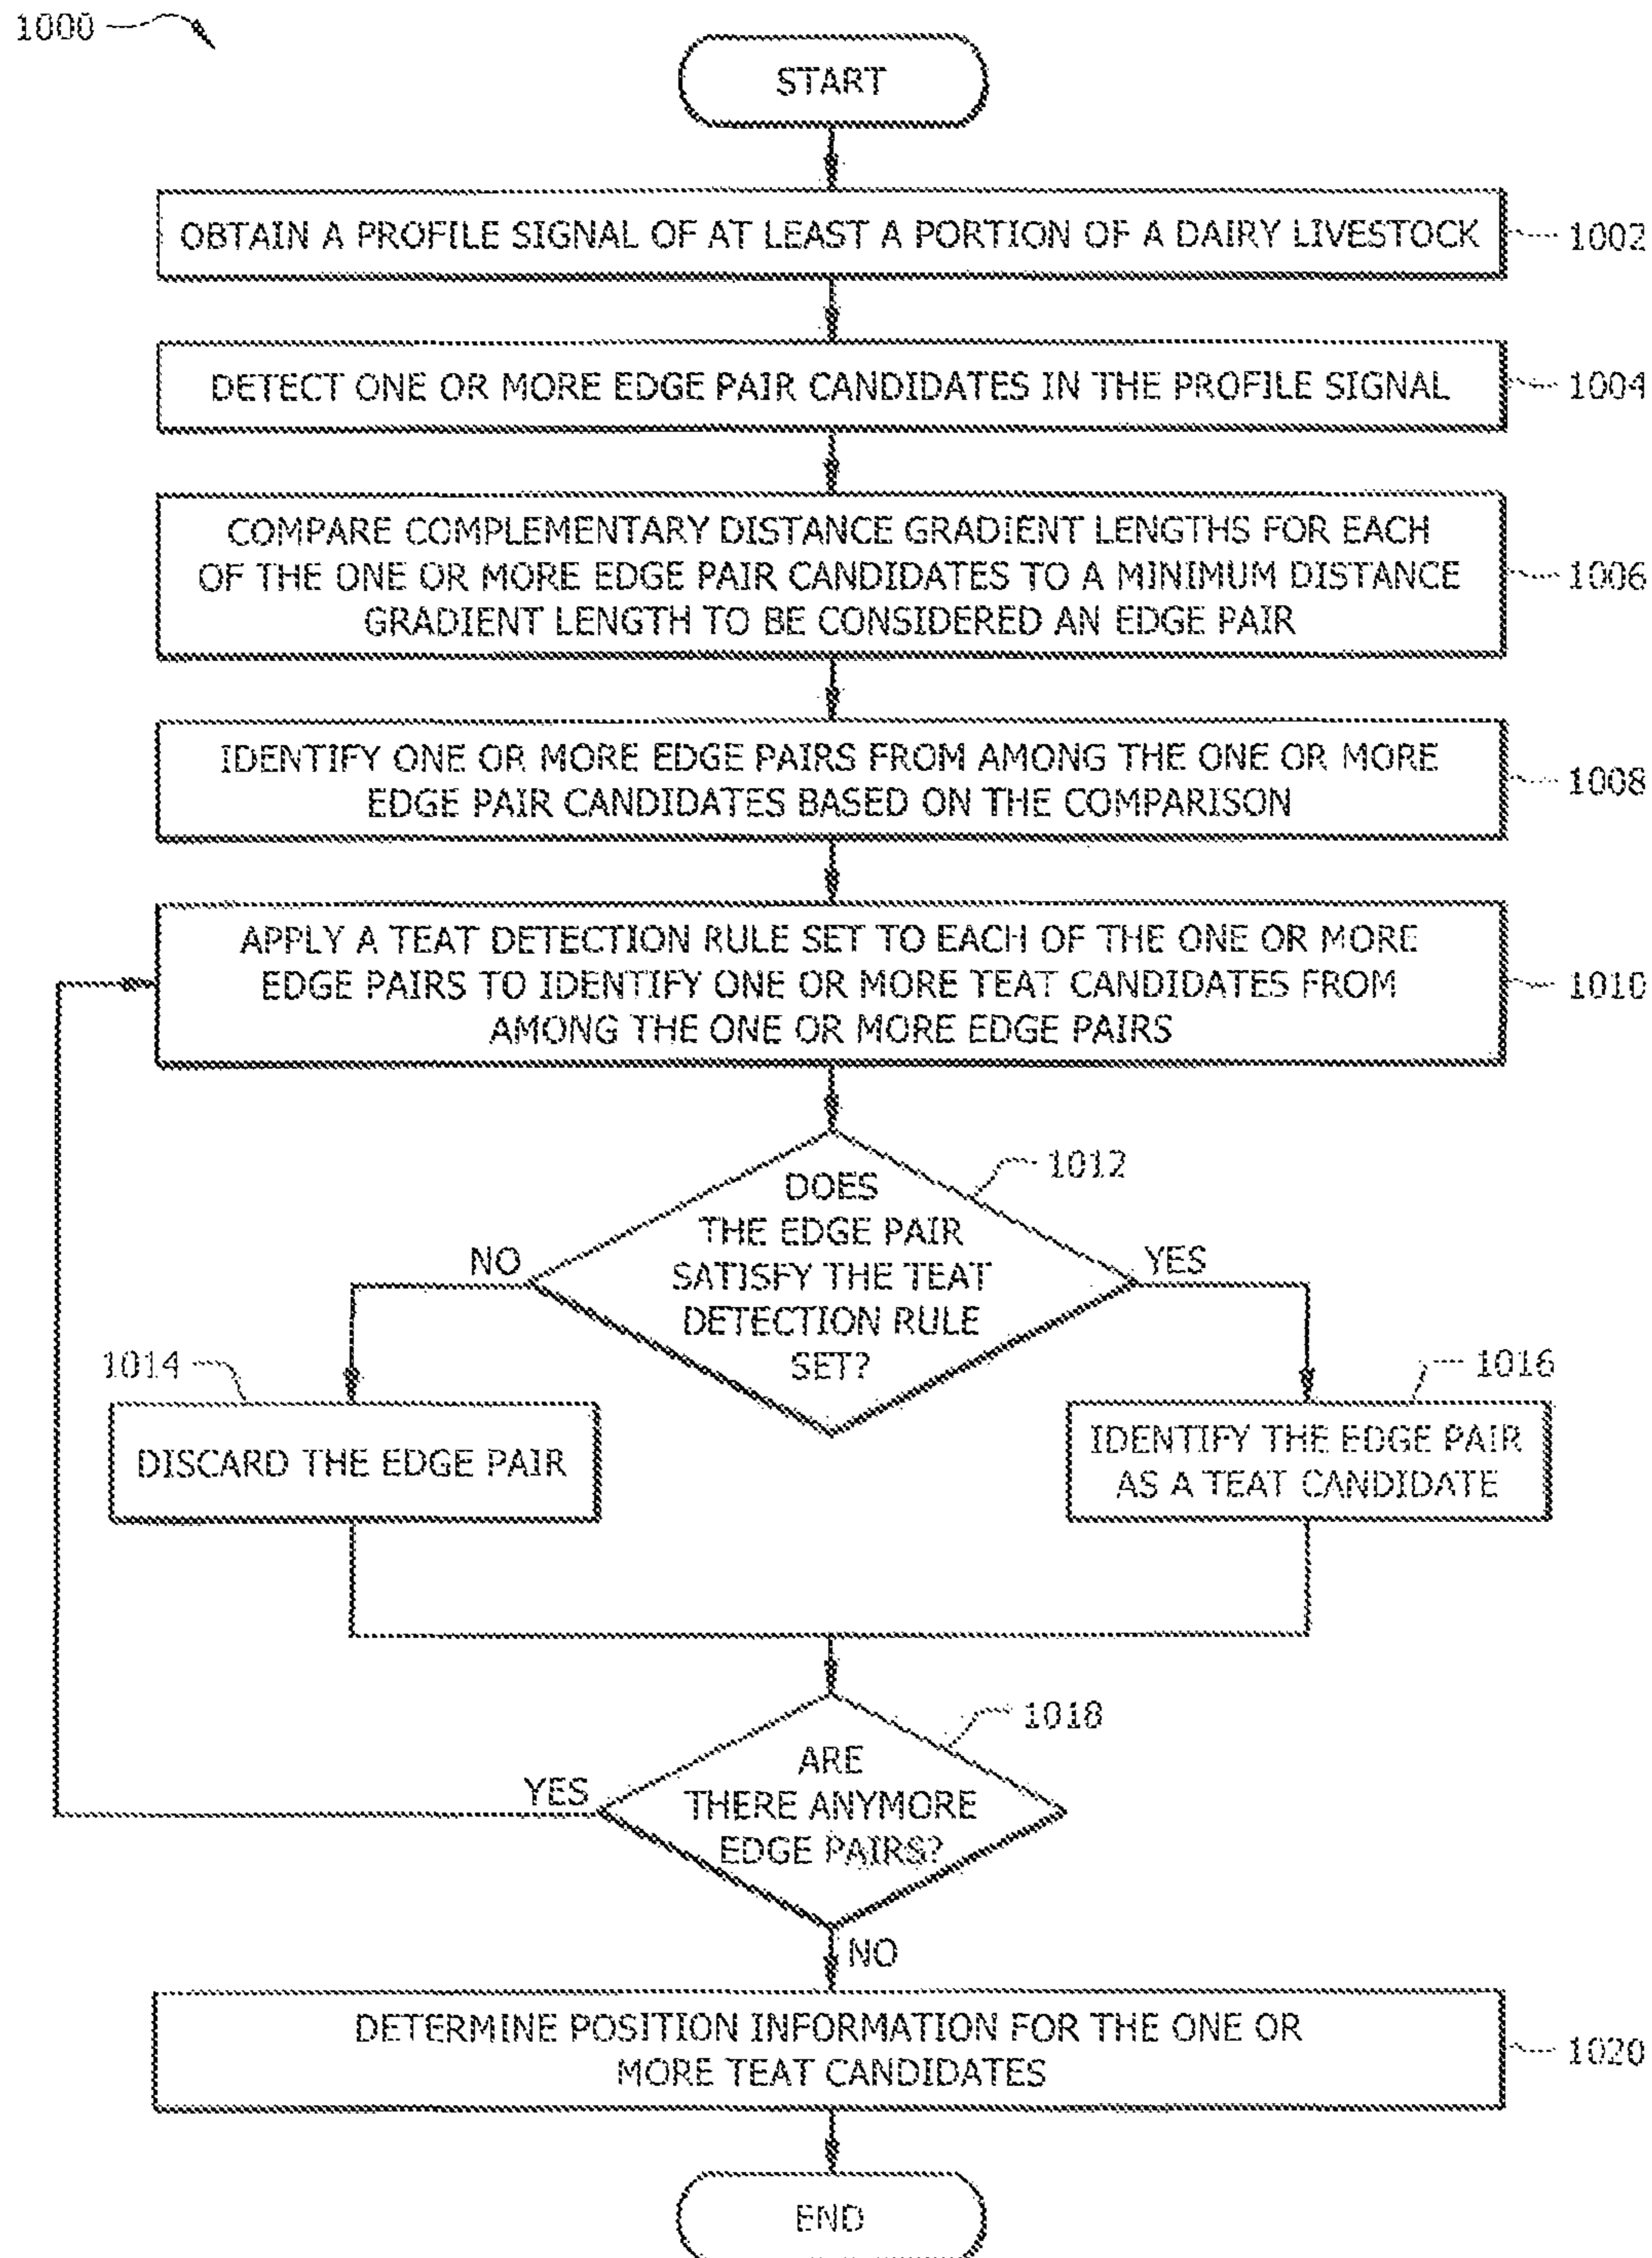 1000
START
OBTAIN A PROFILE SIGNAL OF AT LEAST A PORTION OF A DAIRY LIVESTOCK
1002
DETECT ONE OR MORE EDGE PAIR CANDIDATES IN THE PROFILE SIGNAL
1004
COMPARE COMPLEMENTARY DISTANCE GRADIENT LENGTHS FOR EACH
OF THE ONE OR MORE EDGE PAIR CANDIDATES TO A MINIMUM DISTANCE
GRADIENT LENGTH TO BE CONSIDERED AN EDGE PAIR
1006
IDENTIFY ONE OR MORE EDGE PAIRS FROM AMONG THE ONE OR MORE
EDGE PAIR CANDIDATES BASED ON THE COMPARISON
1008
APPLY A TEAT DETECTION RULE SET TO EACH OF THE ONE OR MORE
EDGE PAIRS TO IDENTIFY ONE OR MORE TEAT CANDIDATES FROM
AMONG THE ONE OR MORE EDGE PAIRS
1010
DOES
THE EDGE PAIR
SATISFY THE TEAT
DETECTION RULE
SET?
1012
NO
YES
1014
DISCARD THE EDGE PAIR
1016
IDENTIFY THE EDGE PAIR
AS A TEAT CANDIDATE
1018
ARE
THERE ANYMORE
EDGE PAIRS?
YES
NO
DETERMINE POSITION INFORMATION FOR THE ONE OR
MORE TEAT CANDIDATES
1020
END